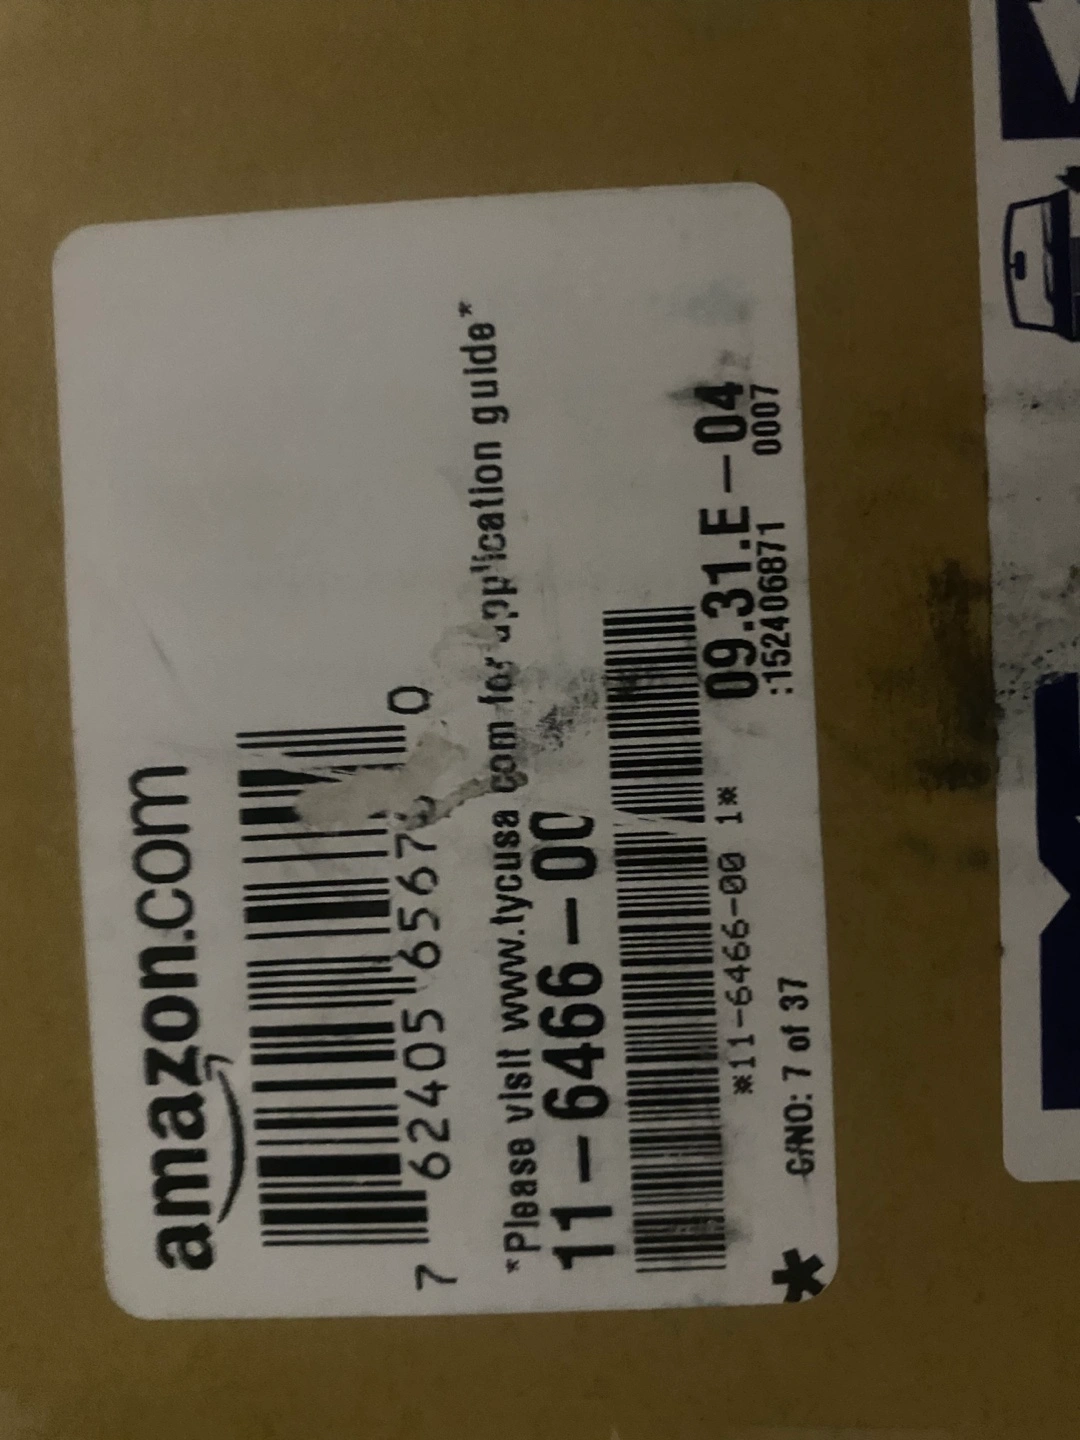 amazon.com
7 62405 6567 0
*Please visit www.tycusa com for application guide*
11-6466-00
09.31.E-04
*11-6466-00 1*
:152406871 0007
C/NO: 7 of 37
*